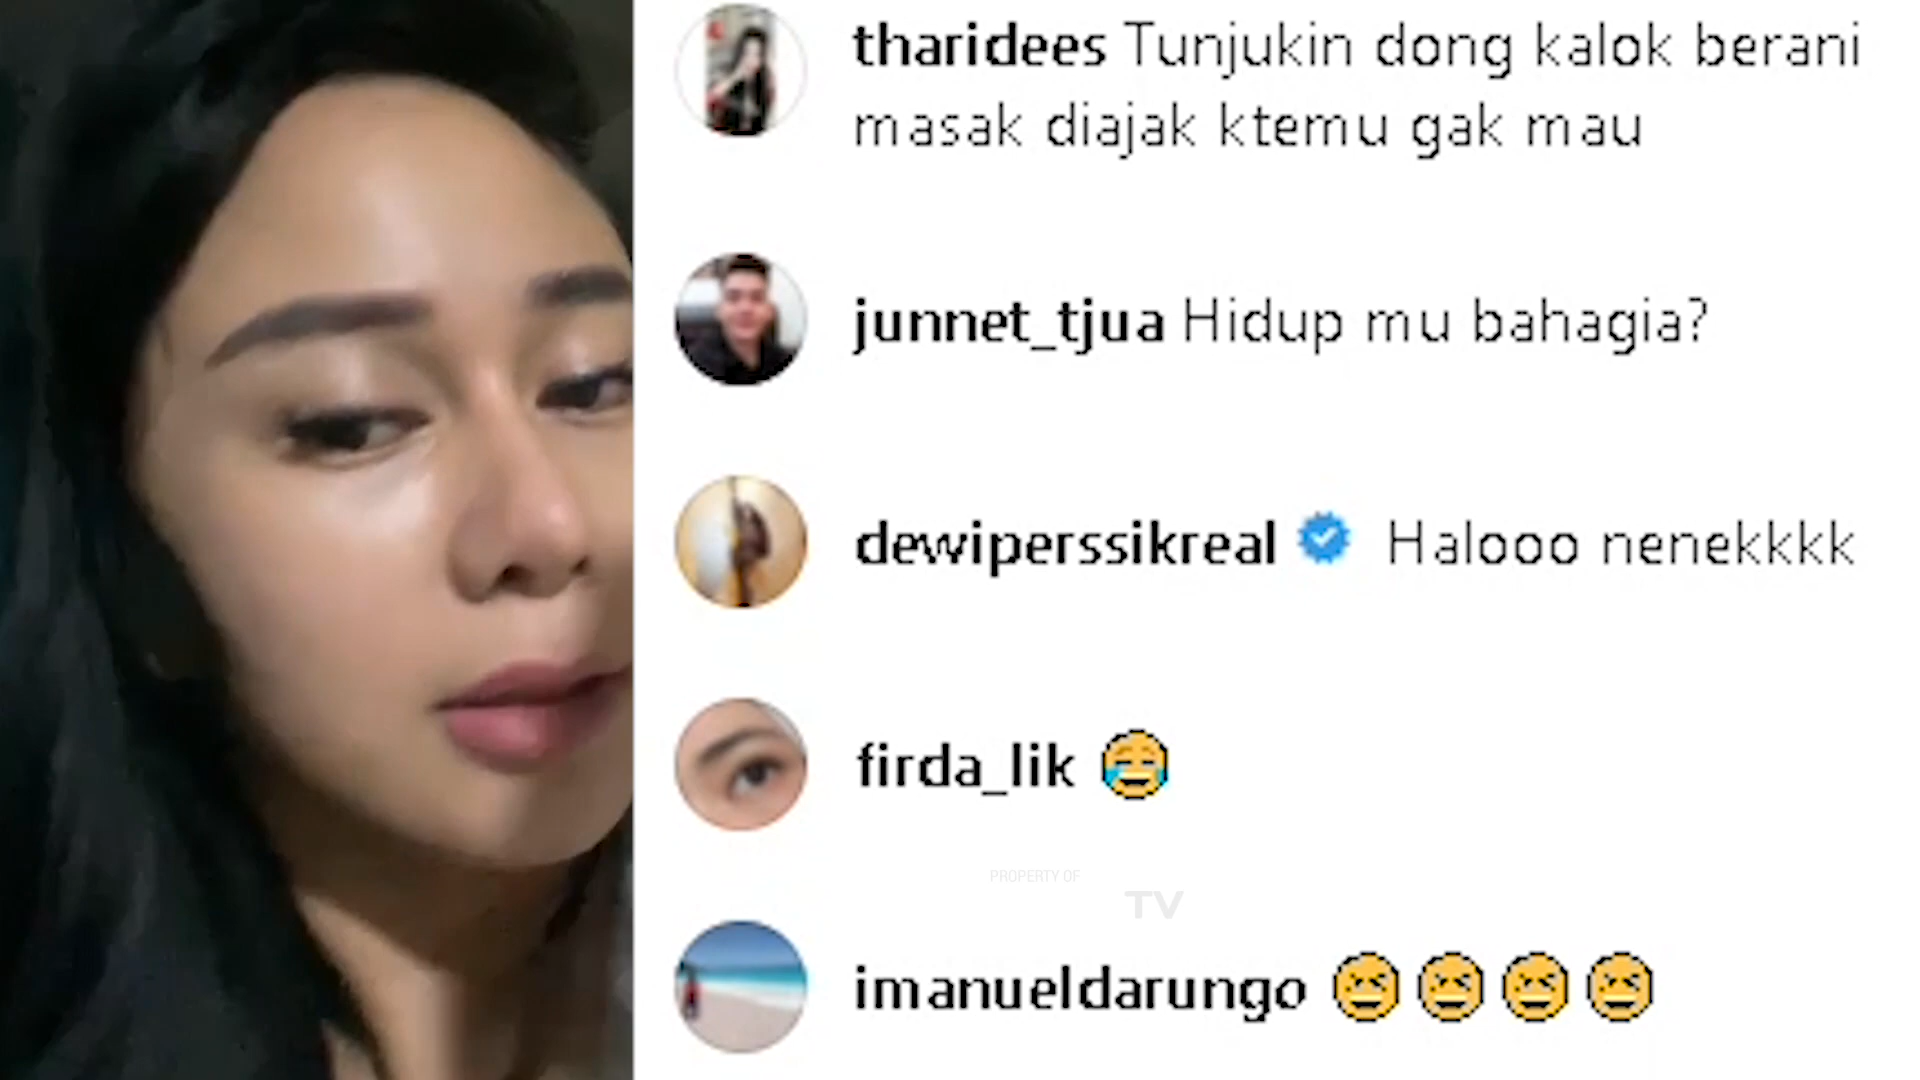 tharidees Tunjukin dong kalok berani
masak diajak ktemu gak mau
junnet_tjua Hidup mu bahagia?
dewiperssikreal Halooo nenekkkk
firda_lik 😂
PROPERTY OF
TV
imanueldarungo 😆😆😆😆